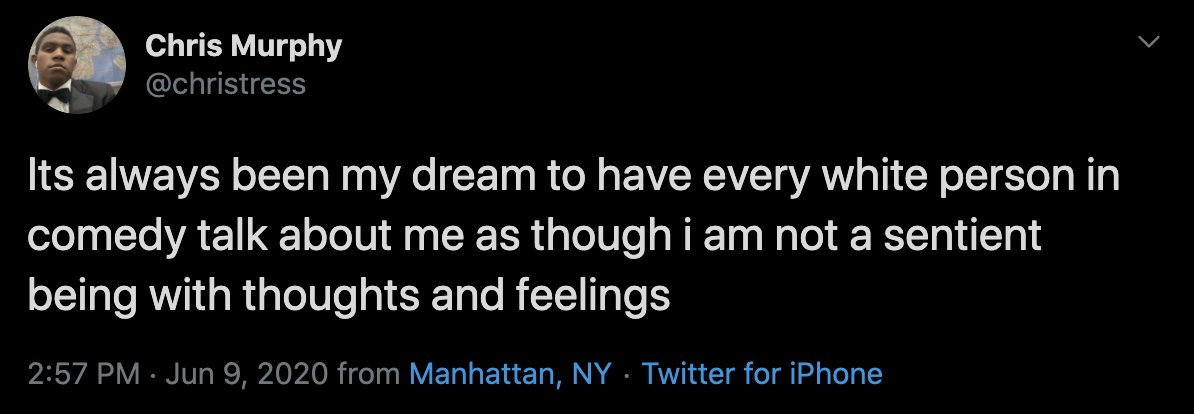 Chris Murphy
@christress
Its always been my dream to have every white person in
comedy talk about me as though i am not a sentient
being with thoughts and feelings
2:57 PM · Jun 9, 2020 from Manhattan, NY · Twitter for iPhone